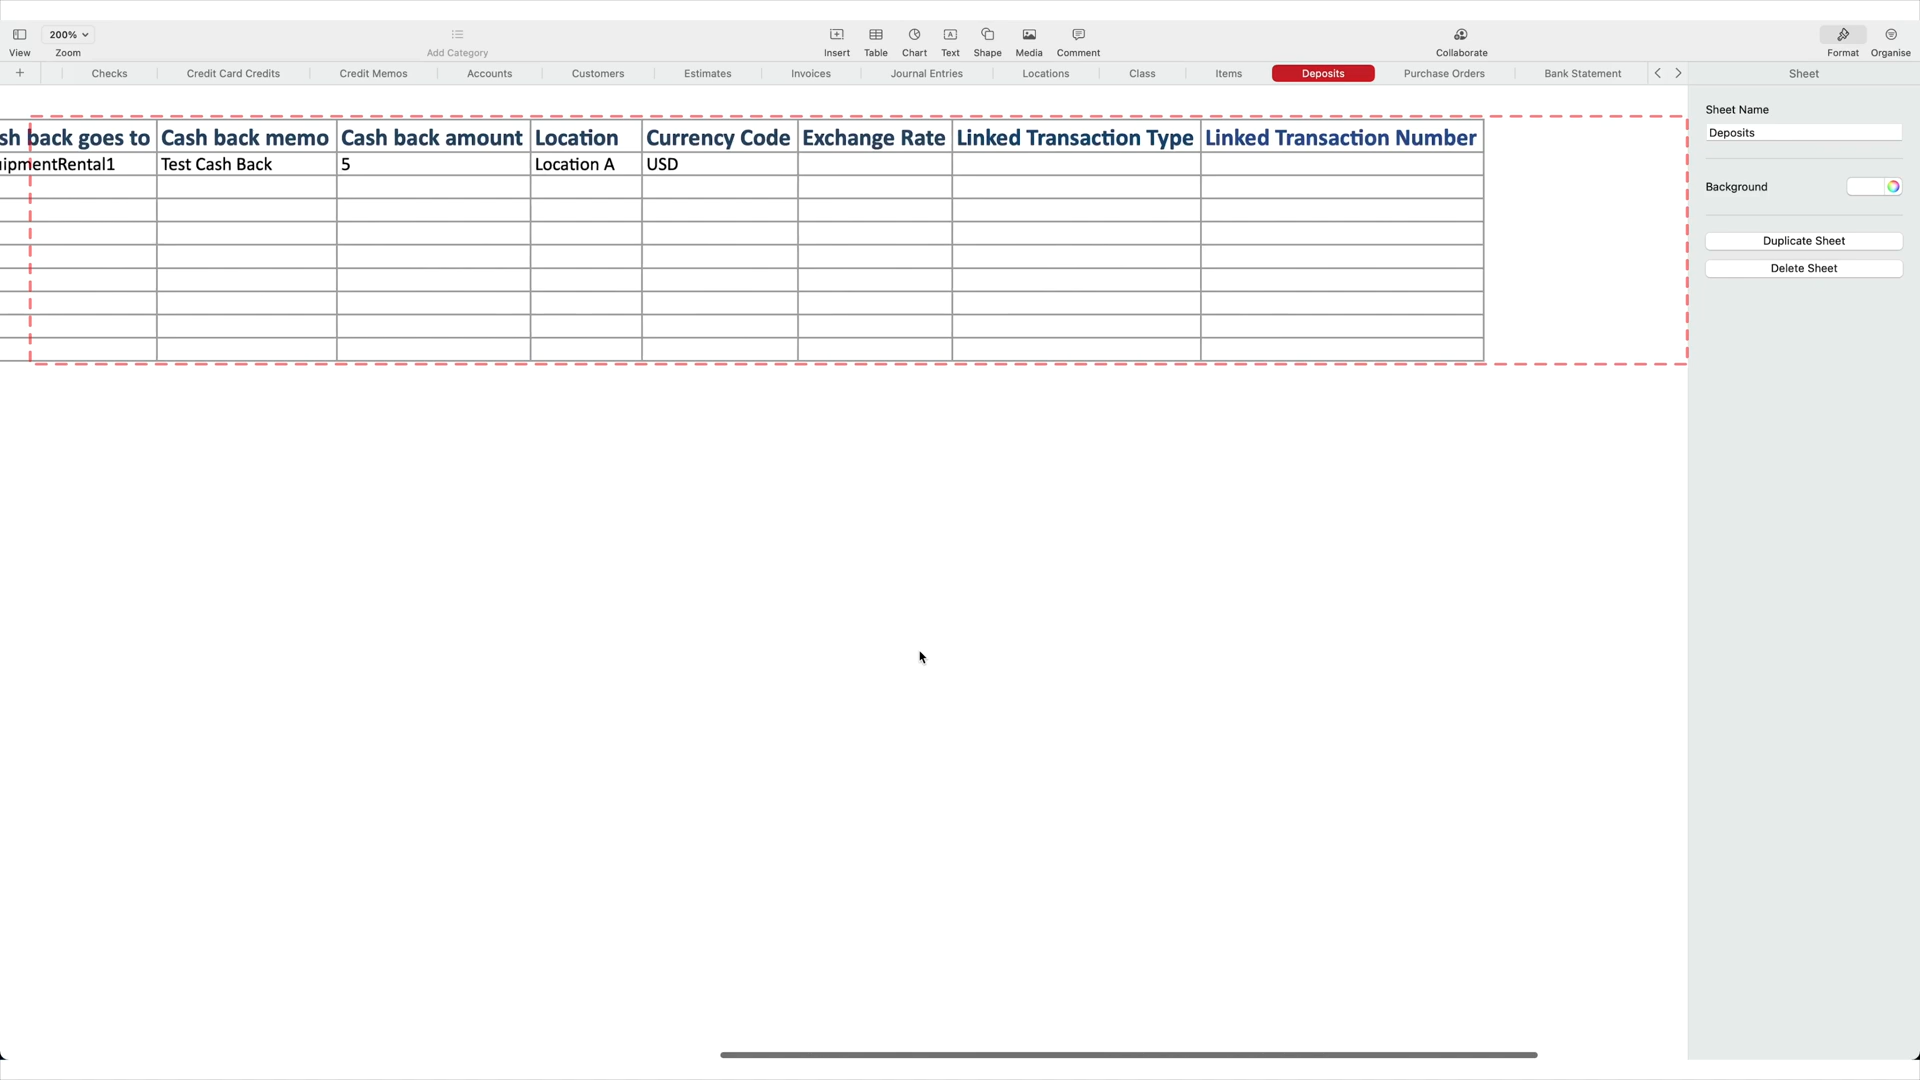 200%
View
Zoom
Add Category
Insert
Table
Chart
Text
Shape
Media
Comment
Collaborate
Format
Organise
Checks
Credit Card Credits
Credit Memos
Accounts
Customers
Estimates
Invoices
Journal Entries
Locations
Class
Items
Deposits
Purchase Orders
Bank Statement
Sheet
Sheet Name
Deposits
Background
Duplicate Sheet
Delete Sheet
sh back goes to Cash back memo Cash back amount Location Currency Code Exchange Rate Linked Transaction Type Linked Transaction Number
uipmentRental1 Test Cash Back 5 Location A USD